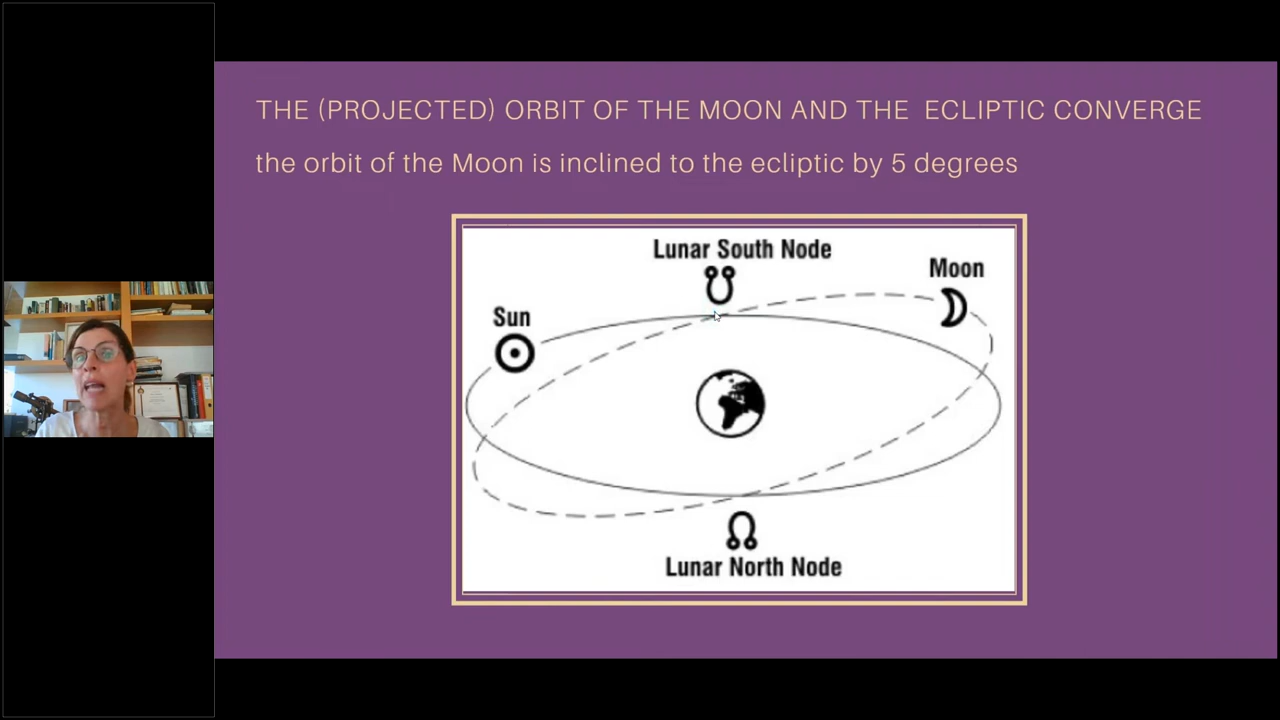 THE (PROJECTED) ORBIT OF THE MOON AND THE ECLIPTIC CONVERGE
the orbit of the Moon is inclined to the ecliptic by 5 degrees
Lunar South Node
Moon
Sun
Lunar North Node